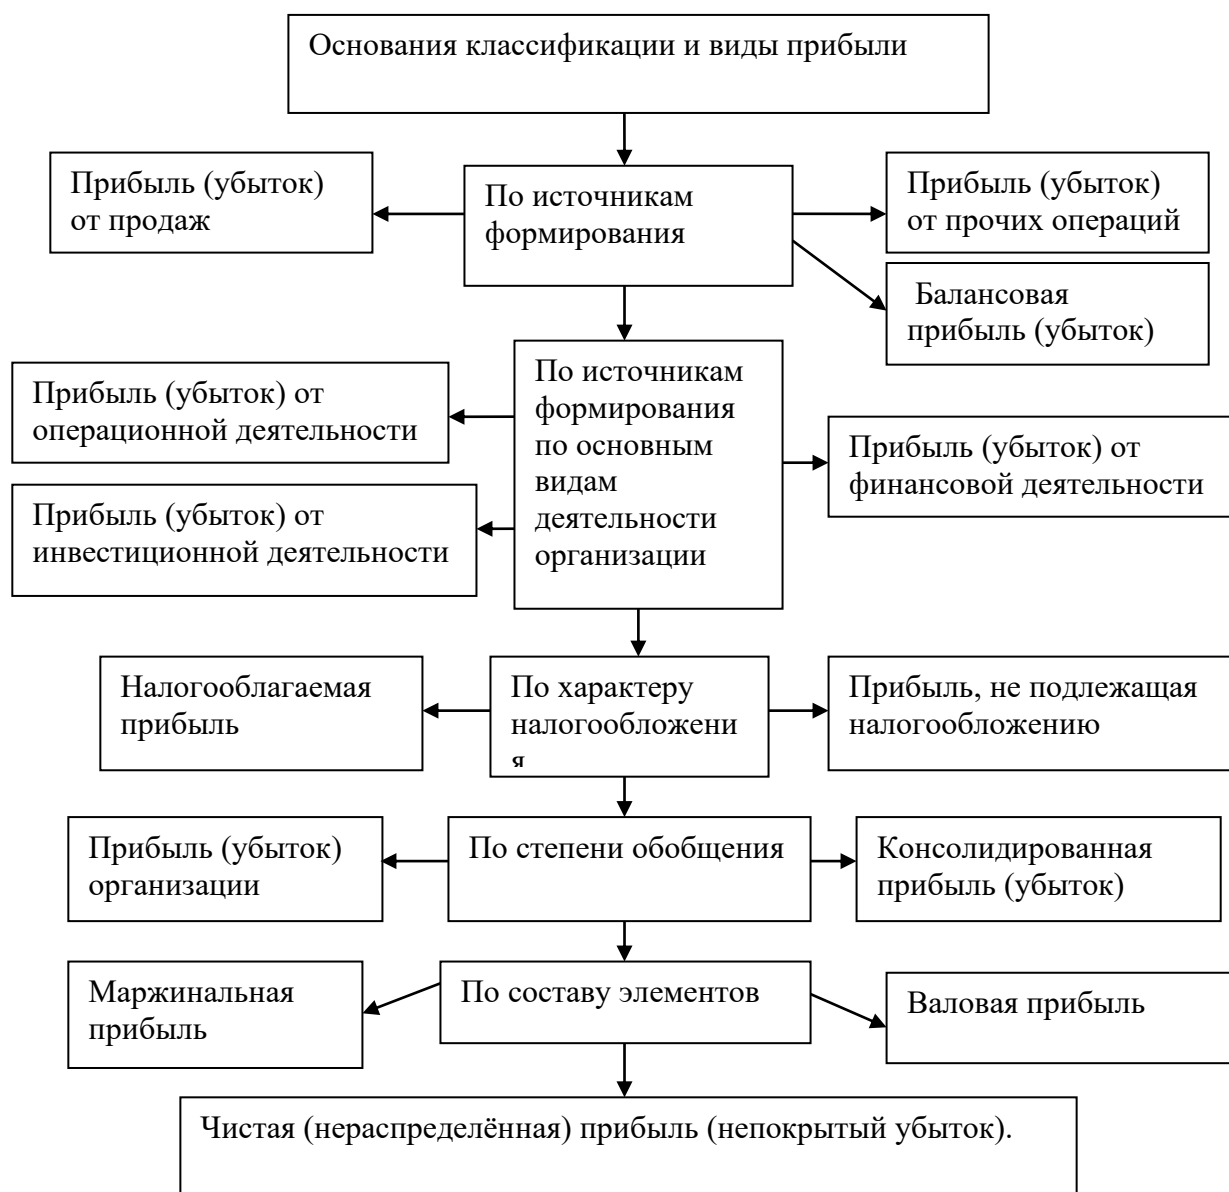 Основания классификации и виды прибыли
Прибыль (убыток)
от продаж
По источникам
формирования
Прибыль (убыток)
от прочих операций
Балансовая
прибыль (убыток)
Прибыль (убыток) от
операционной деятельности
Прибыль (убыток) от
инвестиционной деятельности
По источникам
формирования
по основным
видам
деятельности
организации
Прибыль (убыток) от
финансовой деятельности
Налогооблагаемая
прибыль
По характеру
налогообложени
я
Прибыль, не подлежащая
налогообложению
Прибыль (убыток)
организации
По степени обобщения
Консолидированная
прибыль (убыток)
Маржинальная
прибыль
По составу элементов
Валовая прибыль
Чистая (нераспределённая) прибыль (непокрытый убыток).